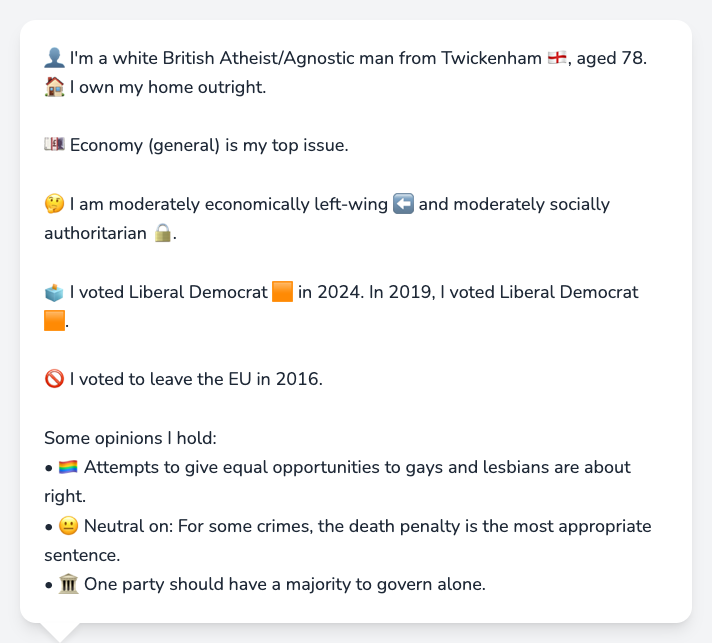 👤 I'm a white British Atheist/Agnostic man from Twickenham 🏴󠁧󠁢󠁥󠁮󠁧󠁿, aged 78.
🏠 I own my home outright.
💷 Economy (general) is my top issue.
🤔 I am moderately economically left-wing ⬅️ and moderately socially
authoritarian 🔒.
🗳️ I voted Liberal Democrat 🟧 in 2024. In 2019, I voted Liberal Democrat
🟧.
🚫 I voted to leave the EU in 2016.
Some opinions I hold:
• 🏳️‍🌈 Attempts to give equal opportunities to gays and lesbians are about
right.
• 😐 Neutral on: For some crimes, the death penalty is the most appropriate
sentence.
• 🏛️ One party should have a majority to govern alone.